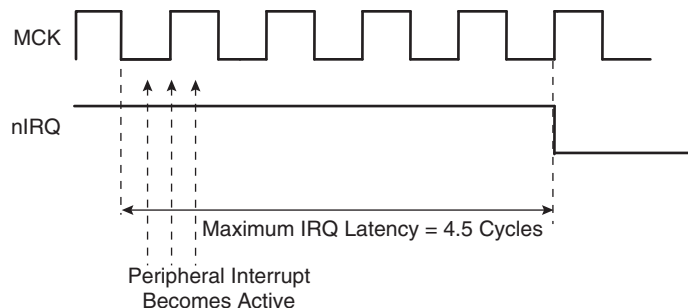 MCK
nIRQ
Maximum IRQ Latency = 4.5 Cycles
Peripheral Interrupt
Becomes Active